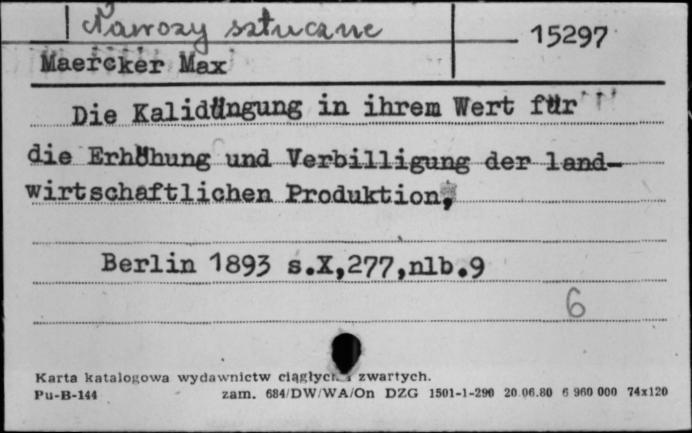 Nawozy sztuczne
15297
Maercker Max
Die Kalidüngung in ihrem Wert für
die Erhöhung und Verbilligung der land-
wirtschaftlichen Produktion,
Berlin 1893 s.X,277,nlb.9
6
Karta katalogowa wydawnictw ciągłych i zwartych.
Pu-B-144 zam. 684/DW/WA/On DZG 1501-1-290 20.06.80 6 960 000 74x120